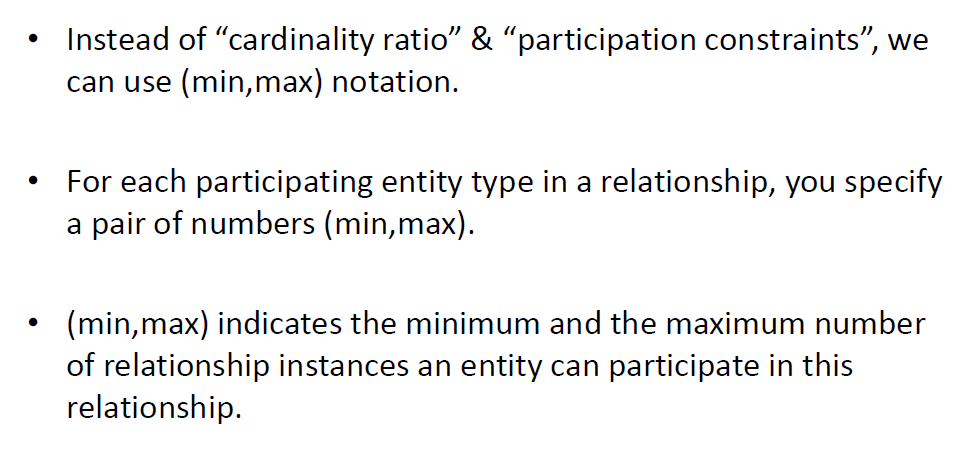 • Instead of “cardinality ratio” & “participation constraints”, we
can use (min,max) notation.
• For each participating entity type in a relationship, you specify
a pair of numbers (min,max).
• (min,max) indicates the minimum and the maximum number
of relationship instances an entity can participate in this
relationship.